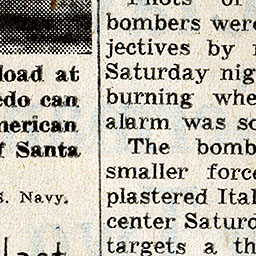 load at
edo can
merican
f Santa
S. Navy.
Pilots of
bombers were
jectives by
Saturday nig
burning whe
alarm was so
The bomb
smaller force
plastered Ital
center Saturd
targets a th